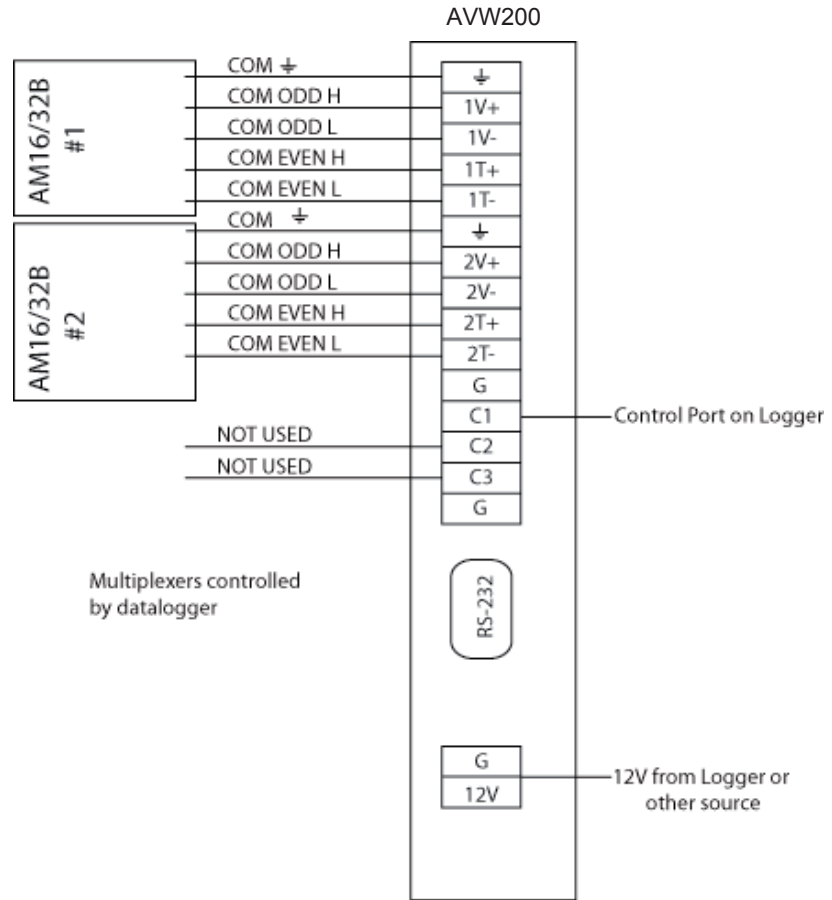 AVW200
AM16/32B
#1
COM ⏚
COM ODD H
COM ODD L
COM EVEN H
COM EVEN L
AM16/32B
#2
COM ⏚
COM ODD H
COM ODD L
COM EVEN H
COM EVEN L
NOT USED
NOT USED
⏚
1V+
1V-
1T+
1T-
⏚
2V+
2V-
2T+
2T-
G
C1
C2
C3
G
Control Port on Logger
Multiplexers controlled
by datalogger
RS-232
G
12V
12V from Logger or
other source